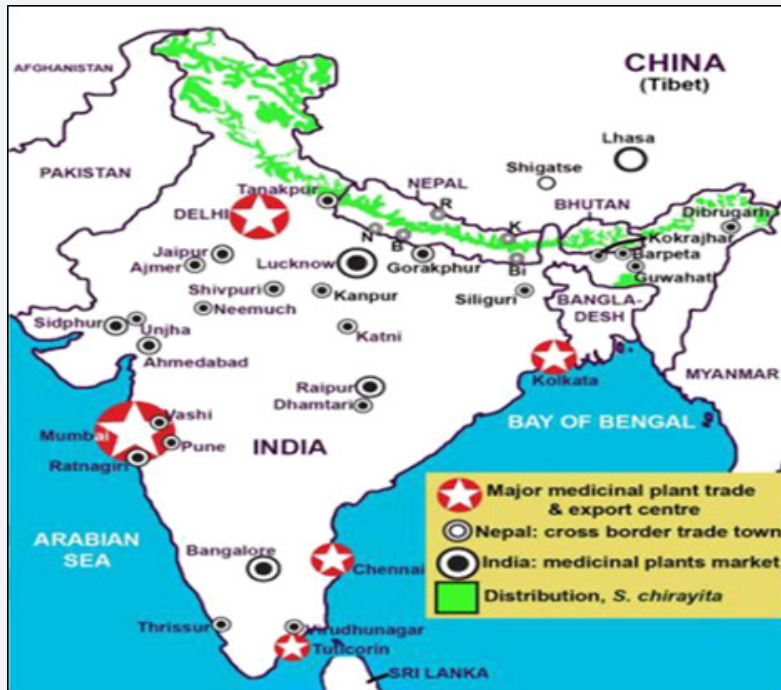 AFGHANISTAN
CHINA
(Tibet)
Lhasa
PAKISTAN
Shigatse
NEPAL
Tanakpur
R
BHUTAN
DELHI
Dibrugarh
N
B
K
Kokrajhar
Jaipur
Barpeta
Ajmer
Lucknow
Gorakphur
Bi
Guwahati
Shivpuri
Kanpur
Siliguri
BANGLA-
DESH
Neemuch
Sidphur
Unjha
Katni
Ahmedabad
MYANMAR
Raipur
Kolkata
Dhamtari
Vashi
BAY OF BENGAL
Mumbai
Pune
INDIA
Ratnagiri
Major medicinal plant trade
& export centre
Nepal: cross border trade town
ARABIAN
SEA
Bangalore
India: medicinal plants market
Chennai
Distribution, S. chirayita
Thrissur
Virudhunagar
Tuticorin
SRI LANKA